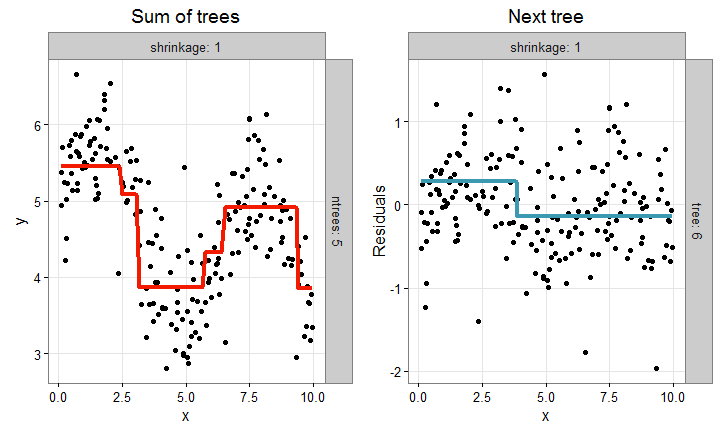 Sum of trees
shrinkage: 1
y
6
5
4
3
ntrees: 5
0.0 2.5 5.0 7.5 10.0
x
Next tree
shrinkage: 1
Residuals
1
0
-1
-2
tree: 6
0.0 2.5 5.0 7.5 10.0
x